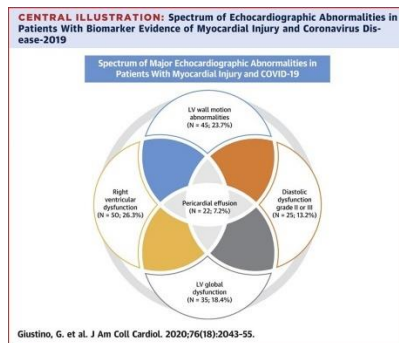 CENTRAL ILLUSTRATION: Spectrum of Echocardiographic Abnormalities in
Patients With Biomarker Evidence of Myocardial Injury and Coronavirus Dis-
ease-2019
Spectrum of Major Echocardiographic Abnormalities in
Patients With Myocardial Injury and COVID-19
LV wall motion
abnormalities
(N = 45; 23.7%)
Right
ventricular
dysfunction
(N = 50; 26.3%)
Pericardial effusion
(N = 22; 7.2%)
Diastolic
dysfunction
grade II or III
(N = 25; 13.2%)
LV global
dysfunction
(N = 35; 18.4%)
Giustino, G. et al. J Am Coll Cardiol. 2020;76(18):2043-55.